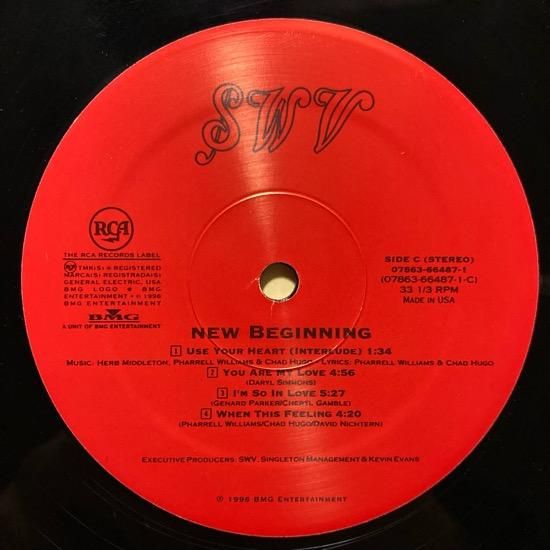 SWV
RCA
THE RCA RECORDS LABEL
RCA TMK(S) ® REGISTERED
MARCA(S) REGISTRADA(S)
GENERAL ELECTRIC, USA
BMG LOGO ® BMG
ENTERTAINMENT • © 1996
BMG ENTERTAINMENT
BMG
A UNIT OF BMG ENTERTAINMENT
SIDE C (STEREO)
07863-66487-1
(07863-66487-1-C)
33 1/3 RPM
MADE IN USA
NEW BEGINNING
1 USE YOUR HEART (INTERLUDE) 1:34
MUSIC: HERB MIDDLETON, PHARRELL WILLIAMS & CHAD HUGO • LYRICS: PHARRELL WILLIAMS & CHAD HUGO
2 YOU ARE MY LOVE 4:56
(DARYL SIMMONS)
3 I'M SO IN LOVE 5:27
(GENARD PARKER/CHERYL GAMBLE)
4 WHEN THIS FEELING 4:20
(PHARRELL WILLIAMS/CHAD HUGO/DAVID NICHTERN)
EXECUTIVE PRODUCERS: SWV, SINGLETON MANAGEMENT & KEVIN EVANS
℗ 1996 BMG ENTERTAINMENT